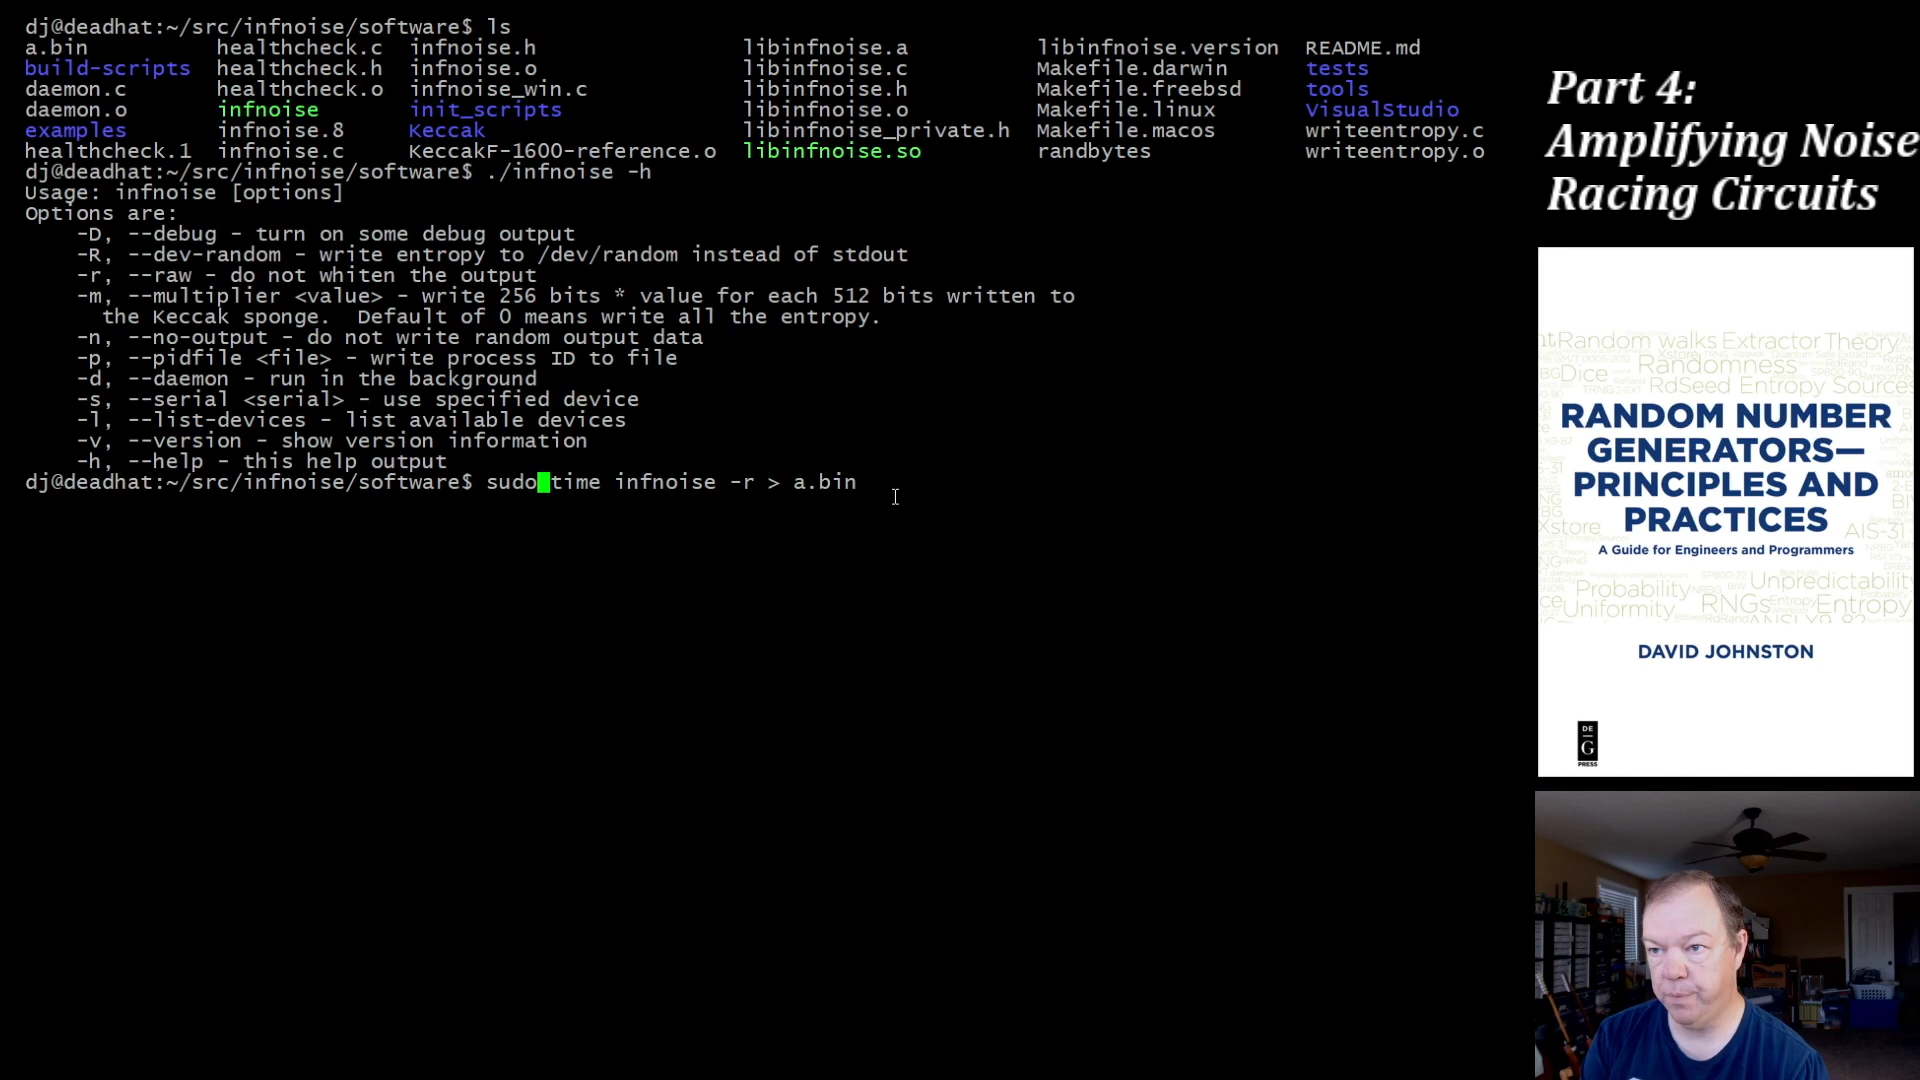 dj@deadhat:~/src/infnoise/software$ ls
a.bin healthcheck.c infnoise.h libinfnoise.a libinfnoise.version README.md
build-scripts healthcheck.h infnoise.o libinfnoise.c Makefile.darwin tests
daemon.c healthcheck.o infnoise_win.c libinfnoise.h Makefile.freebsd tools
daemon.o infnoise init_scripts libinfnoise.o Makefile.linux VisualStudio
examples infnoise.8 Keccak libinfnoise_private.h Makefile.macos writeentropy.c
healthcheck.1 infnoise.c KeccakF-1600-reference.o libinfnoise.so randbytes writeentropy.o
dj@deadhat:~/src/infnoise/software$ ./infnoise -h
Usage: infnoise [options]
Options are:
-D, --debug - turn on some debug output
-R, --dev-random - write entropy to /dev/random instead of stdout
-r, --raw - do not whiten the output
-m, --multiplier <value> - write 256 bits * value for each 512 bits written to
the Keccak sponge. Default of 0 means write all the entropy.
-n, --no-output - do not write random output data
-p, --pidfile <file> - write process ID to file
-d, --daemon - run in the background
-s, --serial <serial> - use specified device
-l, --list-devices - list available devices
-v, --version - show version information
-h, --help - this help output
dj@deadhat:~/src/infnoise/software$ sudo time infnoise -r > a.bin
Part 4:
Amplifying Noise
Racing Circuits
Random walks Extractor Theory
Dice Randomness
RdSeed Entropy Sources
RANDOM NUMBER
GENERATORS—
PRINCIPLES AND
PRACTICES
Xstore AIS-31
A Guide for Engineers and Programmers
Probability Unpredictability
Uniformity RNGs Entropy
DAVID JOHNSTON
DE
G
PRESS